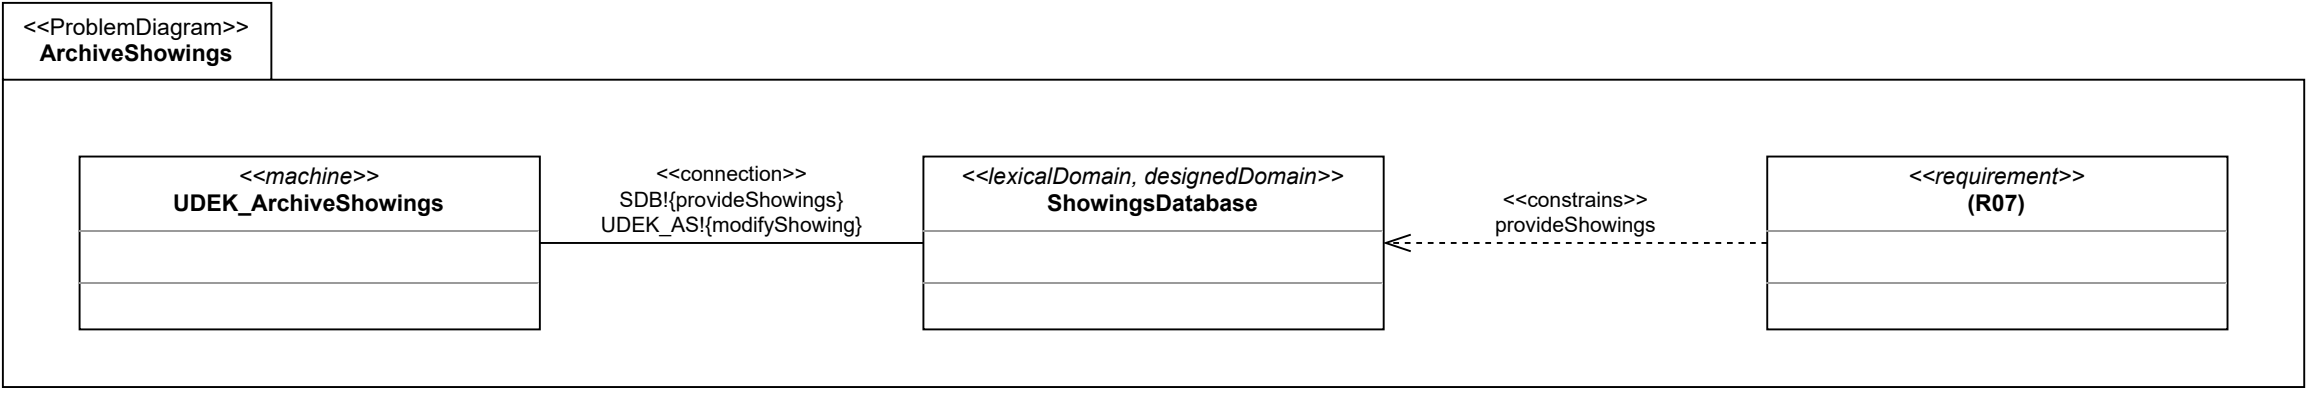 <<ProblemDiagram>>
ArchiveShowings
<<machine>>
UDEK_ArchiveShowings
<<connection>>
SDB!{provideShowings}
UDEK_AS!{modifyShowing}
<<lexicalDomain, designedDomain>>
ShowingsDatabase
<<constrains>>
provideShowings
<<requirement>>
(R07)